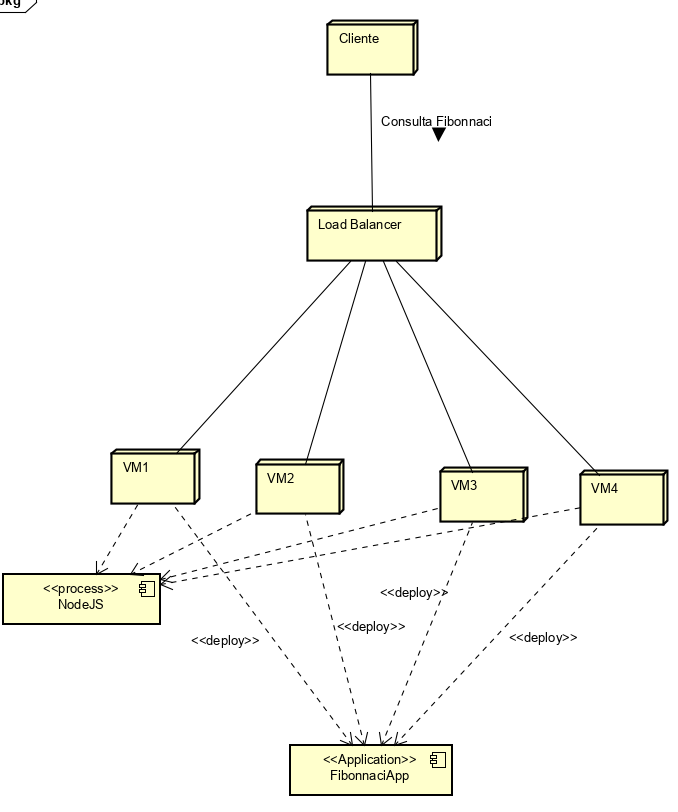 pkg
Cliente
Consulta Fibonnaci
Load Balancer
VM1
VM2
VM3
VM4
<<process>>
NodeJS
<<deploy>>
<<deploy>>
<<deploy>>
<<deploy>>
<<Application>>
FibonnaciApp